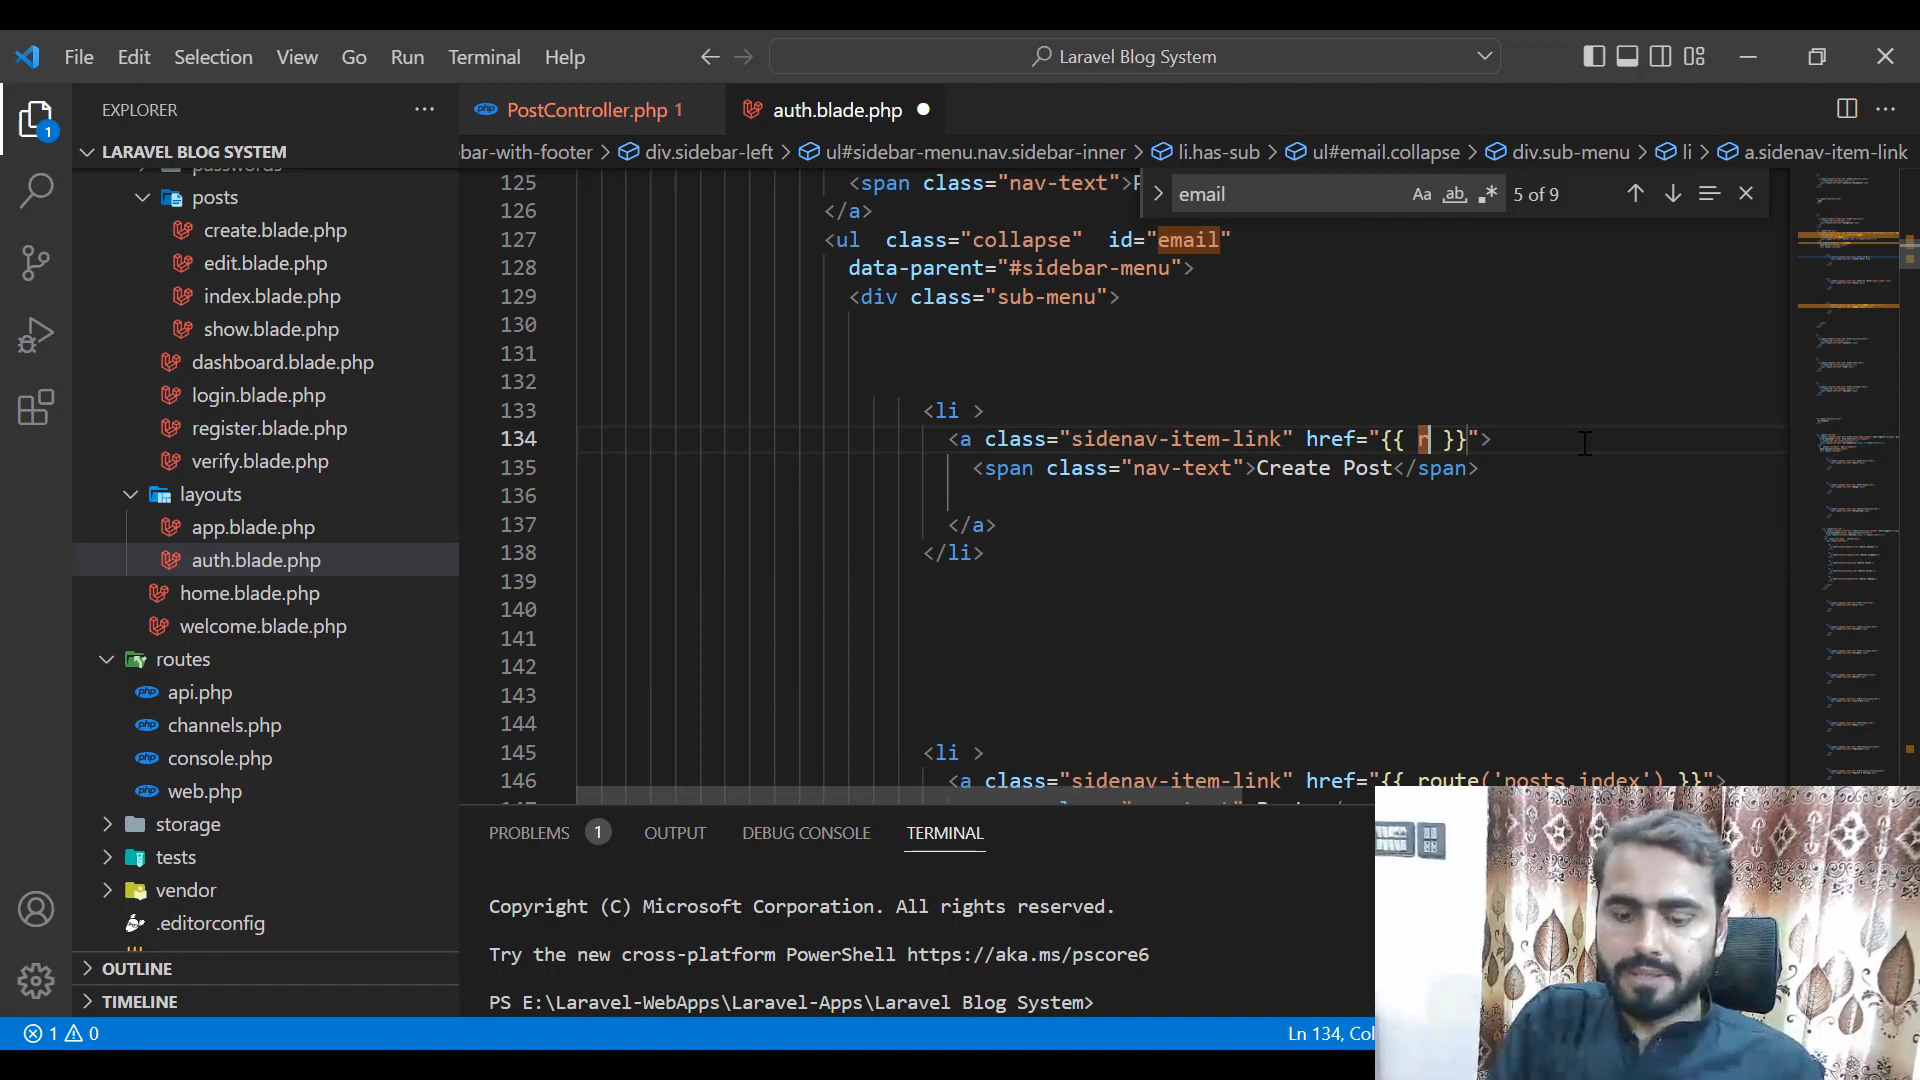 File Edit Selection View Go Run Terminal Help
Laravel Blog System
EXPLORER
PostController.php 1
auth.blade.php
LARAVEL BLOG SYSTEM
bar-with-footer > div.sidebar-left > ul#sidebar-menu.nav.sidebar-inner > li.has-sub > ul#email.collapse > div.sub-menu > li > a.sidenav-item-link
email
Aa ab 5 of 9
1
passwords
posts
create.blade.php
edit.blade.php
index.blade.php
show.blade.php
dashboard.blade.php
login.blade.php
register.blade.php
verify.blade.php
layouts
app.blade.php
auth.blade.php
home.blade.php
welcome.blade.php
routes
api.php
channels.php
console.php
web.php
storage
tests
vendor
.editorconfig
OUTLINE
TIMELINE
125 <span class="nav-text">P
126 </a>
127 <ul class="collapse" id="email"
128 data-parent="#sidebar-menu">
129 <div class="sub-menu">
130
131
132
133 <li >
134 <a class="sidenav-item-link" href="{{ r }}">
135 <span class="nav-text">Create Post</span>
136
137 </a>
138 </li>
139
140
141
142
143
144
145 <li >
146 <a class="sidenav-item-link" href="{{ route('posts.index') }}">
PROBLEMS 1 OUTPUT DEBUG CONSOLE TERMINAL
Copyright (C) Microsoft Corporation. All rights reserved.
Try the new cross-platform PowerShell https://aka.ms/pscore6
PS E:\Laravel-WebApps\Laravel-Apps\Laravel Blog System>
1 0
Ln 134, Col